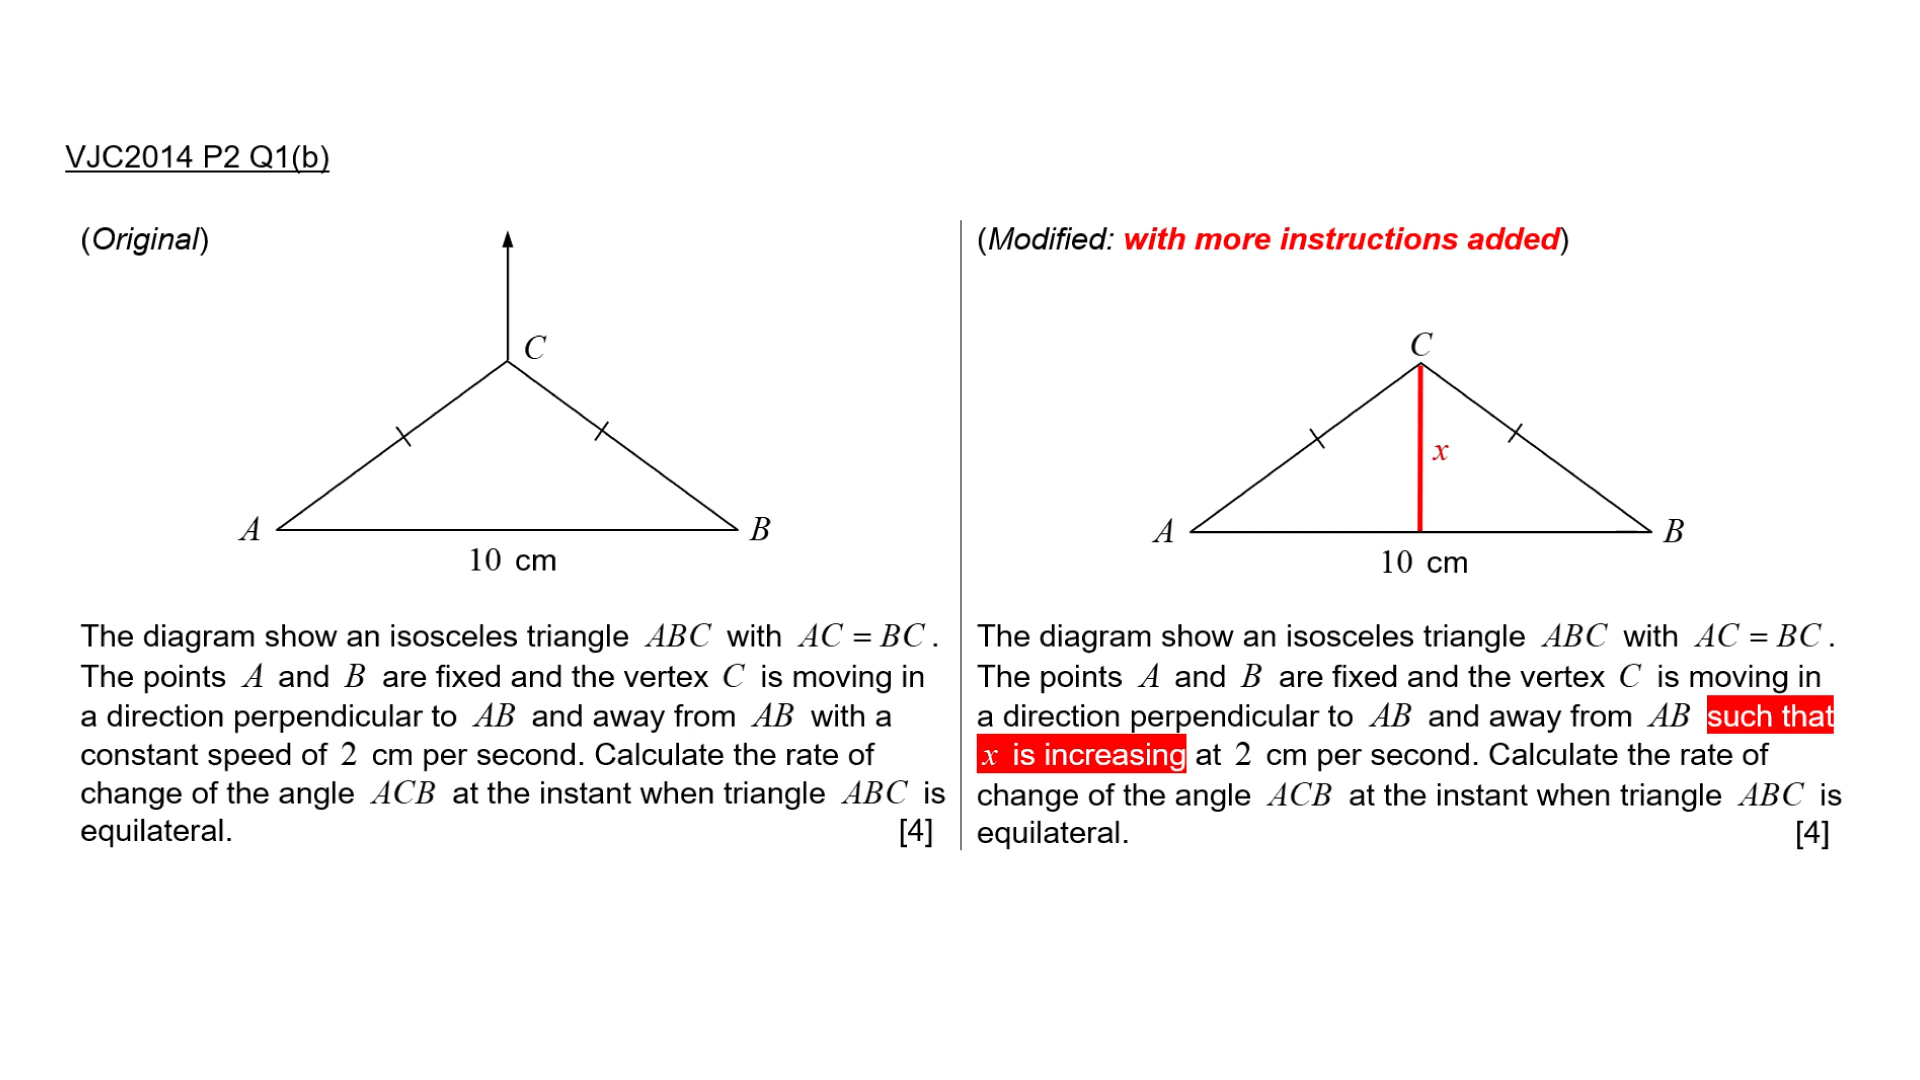 VJC2014 P2 Q1(b)
(Original)
C
A
B
10 cm
The diagram show an isosceles triangle ABC with AC = BC.
The points A and B are fixed and the vertex C is moving in
a direction perpendicular to AB and away from AB with a
constant speed of 2 cm per second. Calculate the rate of
change of the angle ACB at the instant when triangle ABC is
equilateral. [4]
(Modified: with more instructions added)
C
x
A
B
10 cm
The diagram show an isosceles triangle ABC with AC = BC.
The points A and B are fixed and the vertex C is moving in
a direction perpendicular to AB and away from AB such that
x is increasing at 2 cm per second. Calculate the rate of
change of the angle ACB at the instant when triangle ABC is
equilateral. [4]